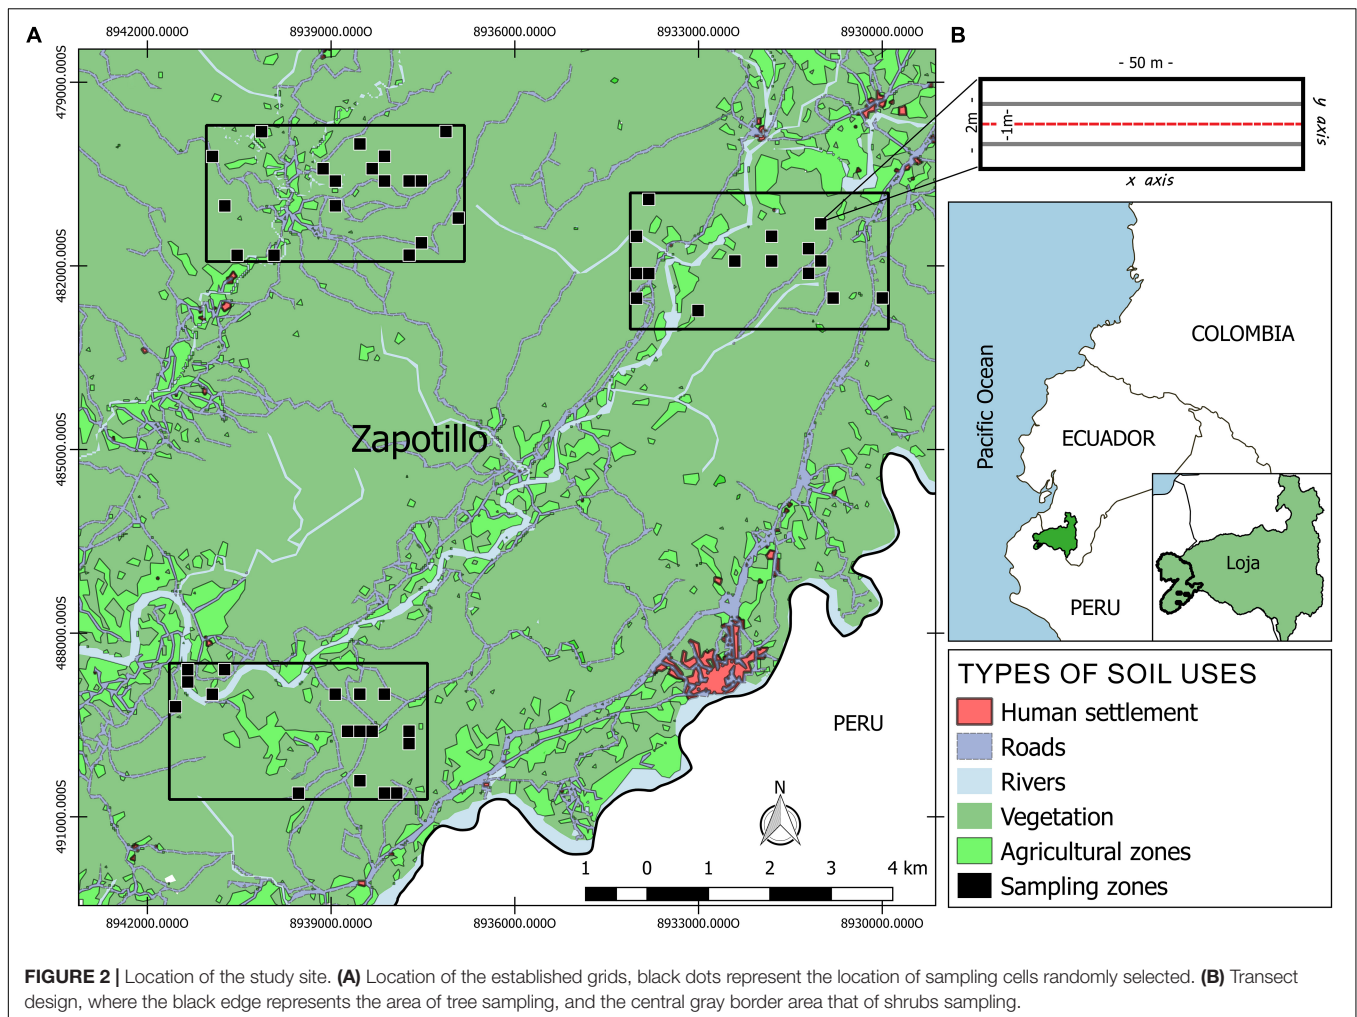 A
8942000.0000 8939000.0000 8936000.0000 8933000.0000 8930000.0000
479000.000S
482000.000S
485000.000S
488000.000S
491000.000S
Zapotillo
PERU
N
1 0 1 2 3 4 km
8942000.0000 8939000.0000 8936000.0000 8933000.0000 8930000.0000
B
- 50 m -
- 2m -
-1m-
y axis
x axis
Pacific Ocean
COLOMBIA
ECUADOR
PERU
Loja
TYPES OF SOIL USES
Human settlement
Roads
Rivers
Vegetation
Agricultural zones
Sampling zones
FIGURE 2 | Location of the study site. (A) Location of the established grids, black dots represent the location of sampling cells randomly selected. (B) Transect
design, where the black edge represents the area of tree sampling, and the central gray border area that of shrubs sampling.